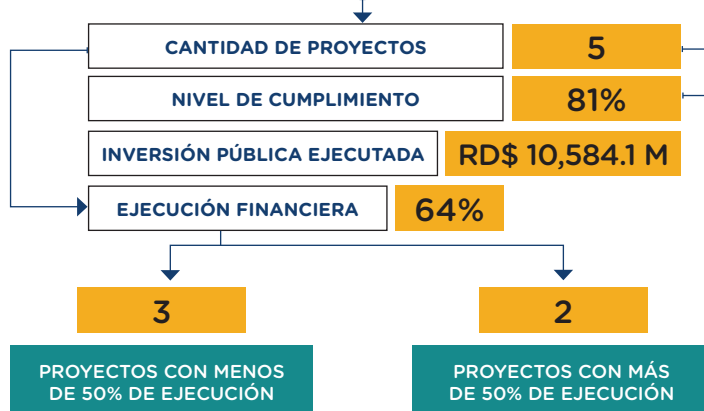 CANTIDAD DE PROYECTOS 5
NIVEL DE CUMPLIMIENTO 81%
INVERSIÓN PÚBLICA EJECUTADA RD$ 10,584.1 M
EJECUCIÓN FINANCIERA 64%
3
2
PROYECTOS CON MENOS
DE 50% DE EJECUCIÓN
PROYECTOS CON MÁS
DE 50% DE EJECUCIÓN